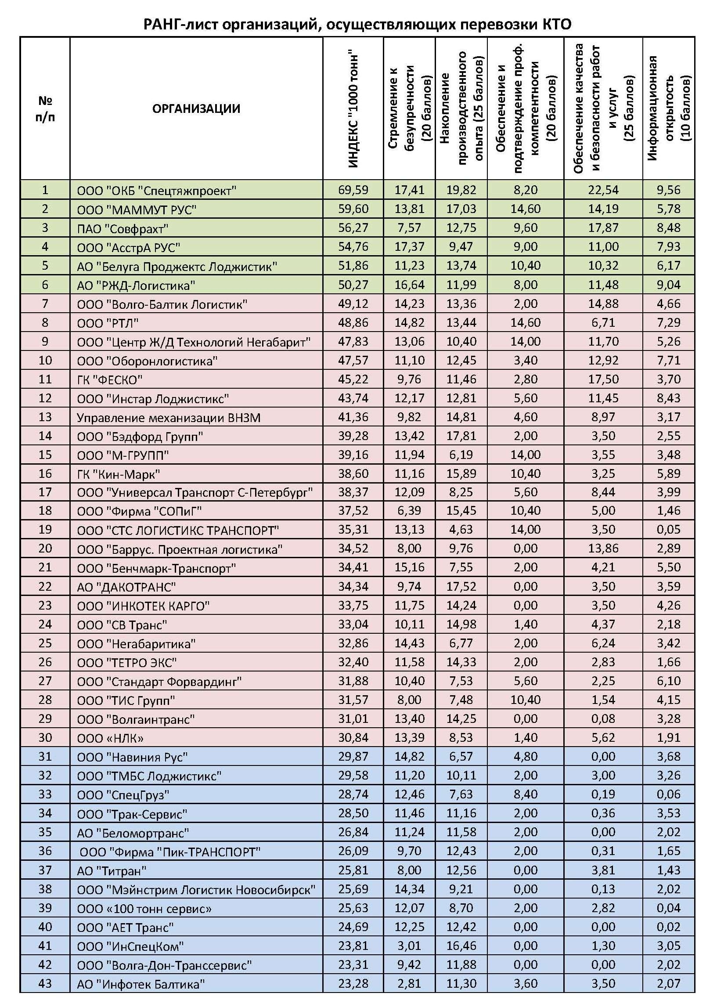 РАНГ-лист организаций, осуществляющих перевозки КТО
№ п/п ОРГАНИЗАЦИИ ИНДЕКС "1000 тонн" Стремление к безупречности (20 баллов) Накопление производственного опыта (25 баллов) Обеспечение и подтверждение проф. компетентности (20 баллов) Обеспечение качества и безопасности работ и услуг (25 баллов) Информационная открытость (10 баллов)
1 ООО "ОКБ "Спецтяжпроект" 69,59 17,41 19,82 8,20 22,54 9,56
2 ООО "МАММУТ РУС" 59,60 13,81 17,03 14,60 14,19 5,78
3 ПАО "Совфрахт" 56,27 7,57 12,75 9,60 17,87 8,48
4 ООО "АсстрА РУС" 54,76 17,37 9,47 9,00 11,00 7,93
5 АО "Белуга Проджектс Лоджистик" 51,86 11,23 13,74 10,40 10,32 6,17
6 АО "РЖД-Логистика" 50,27 16,64 11,99 8,00 11,48 9,04
7 ООО "Волго-Балтик Логистик" 49,12 14,23 13,36 2,00 14,88 4,66
8 ООО "РТЛ" 48,86 14,82 13,44 14,60 6,71 7,29
9 ООО "Центр Ж/Д Технологий Негабарит" 47,83 13,06 10,40 14,00 11,70 5,26
10 ООО "Оборонлогистика" 47,57 11,10 12,45 3,40 12,92 7,71
11 ГК "ФЕСКО" 45,22 9,76 11,46 2,80 17,50 3,70
12 ООО "Инстар Лоджистикс" 43,74 12,17 12,81 5,60 11,45 8,43
13 Управление механизации ВНЗМ 41,36 9,82 14,81 4,60 8,97 3,17
14 ООО "Бэдфорд Групп" 39,28 13,42 17,81 2,00 3,50 2,55
15 ООО "М-ГРУПП" 39,16 11,94 6,19 14,00 3,55 3,48
16 ГК "Кин-Марк" 38,60 11,16 15,89 10,40 3,25 5,89
17 ООО "Универсал Транспорт С-Петербург" 38,37 12,09 8,25 5,60 8,44 3,99
18 ООО "Фирма "СОПиГ" 37,52 6,39 15,45 10,40 5,00 1,46
19 ООО "СТС ЛОГИСТИКС ТРАНСПОРТ" 35,31 13,13 4,63 14,00 3,50 0,05
20 ООО "Баррус. Проектная логистика" 34,52 8,00 9,76 0,00 13,86 2,89
21 ООО "Бенчмарк-Транспорт" 34,41 15,16 7,55 2,00 4,21 5,50
22 АО "ДАКОТРАНС" 34,34 9,74 17,52 0,00 3,50 3,59
23 ООО "ИНКОТЕК КАРГО" 33,75 11,75 14,24 0,00 3,50 4,26
24 ООО "СВ Транс" 33,04 10,11 14,98 1,40 4,37 2,18
25 ООО "Негабаритика" 32,86 14,43 6,77 2,00 6,24 3,42
26 ООО "ТЕТРО ЭКС" 32,40 11,58 14,33 2,00 2,83 1,66
27 ООО "Стандарт Форвардинг" 31,88 10,40 7,53 5,60 2,25 6,10
28 ООО "ТИС Групп" 31,57 8,00 7,48 10,40 1,54 4,15
29 ООО "Волгаинтранс" 31,01 13,40 14,25 0,00 0,08 3,28
30 ООО «НЛК» 30,84 13,39 8,53 1,40 5,62 1,91
31 ООО "Навиния Рус" 29,87 14,82 6,57 4,80 0,00 3,68
32 ООО "ТМБС Лоджистикс" 29,58 11,20 10,11 2,00 3,00 3,26
33 ООО "СпецГруз" 28,74 12,46 7,63 8,40 0,19 0,06
34 ООО "Трак-Сервис" 28,50 11,46 11,16 2,00 0,36 3,53
35 АО "Беломортранс" 26,84 11,24 11,58 2,00 0,00 2,02
36 ООО "Фирма "Пик-ТРАНСПОРТ" 26,09 9,70 12,43 2,00 0,31 1,65
37 АО "Титран" 25,81 8,00 12,56 0,00 3,81 1,43
38 ООО "Мэйнстрим Логистик Новосибирск" 25,69 14,34 9,21 0,00 0,13 2,02
39 ООО «100 тонн сервис» 25,63 12,07 8,70 2,00 2,82 0,04
40 ООО "АЕТ Транс" 24,69 12,25 12,42 0,00 0,00 0,02
41 ООО "ИнСпецКом" 23,81 3,01 16,46 0,00 1,30 3,05
42 ООО "Волга-Дон-Транссервис" 23,31 9,42 11,88 0,00 0,00 2,02
43 АО "Инфотек Балтика" 23,28 2,81 11,30 3,60 3,50 2,07